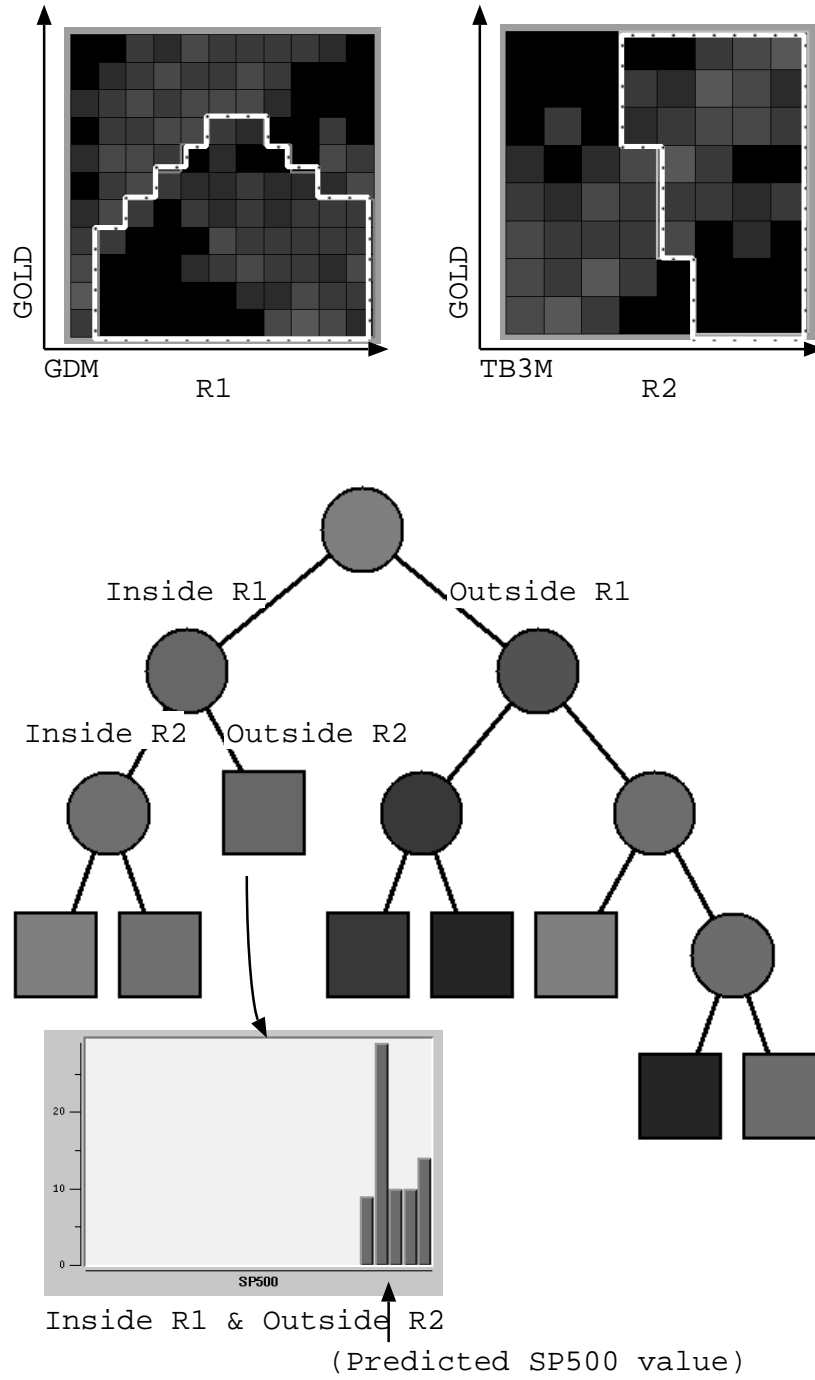 GOLD
GDM
R1
GOLD
TB3M
R2
Inside R1
Outside R1
Inside R2
Outside R2
20
10
0
SP500
Inside R1 & Outside R2
(Predicted SP500 value)